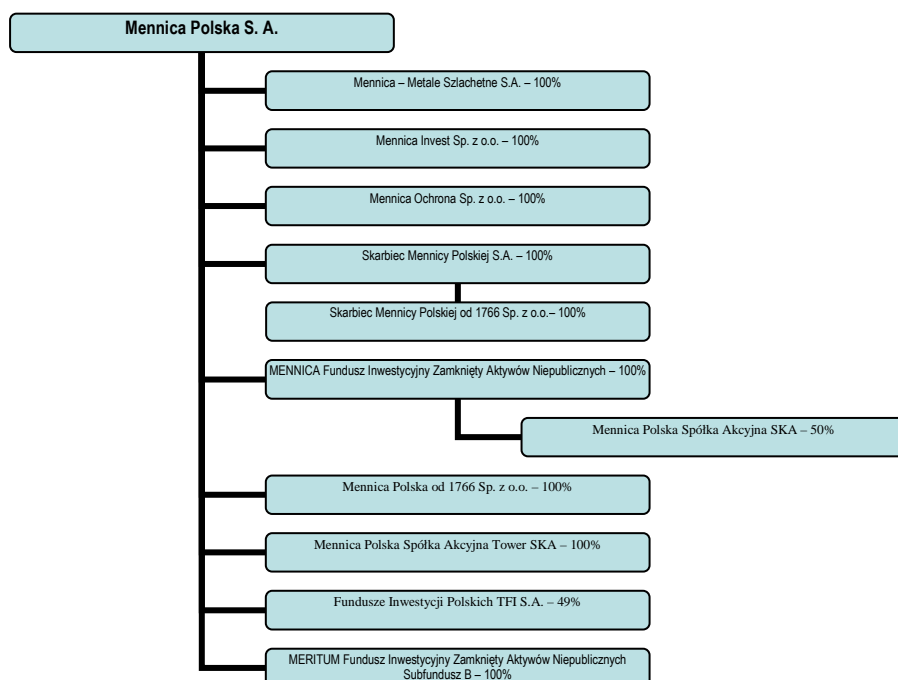 Mennica Polska S. A.
Mennica – Metale Szlachetne S.A. – 100%
Mennica Invest Sp. z o.o. – 100%
Mennica Ochrona Sp. z o.o. – 100%
Skarbiec Mennicy Polskiej S.A. – 100%
Skarbiec Mennicy Polskiej od 1766 Sp. z o.o.– 100%
MENNICA Fundusz Inwestycyjny Zamknięty Aktywów Niepublicznych – 100%
Mennica Polska Spółka Akcyjna SKA – 50%
Mennica Polska od 1766 Sp. z o.o. – 100%
Mennica Polska Spółka Akcyjna Tower SKA – 100%
Fundusze Inwestycji Polskich TFI S.A. – 49%
MERITUM Fundusz Inwestycyjny Zamknięty Aktywów Niepublicznych
Subfundusz B – 100%